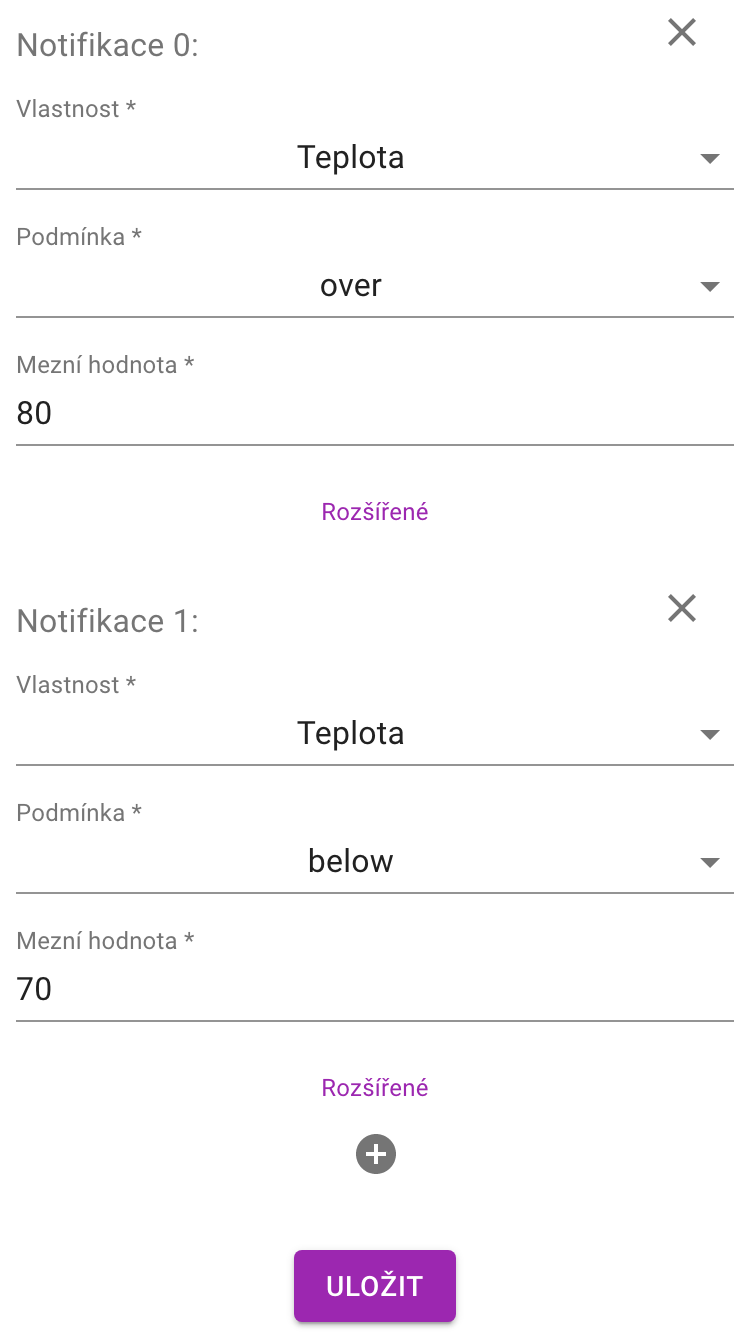 Notifikace 0:
Vlastnost *
Teplota
Podmínka *
over
Mezní hodnota *
80
Rozšířené
Notifikace 1:
Vlastnost *
Teplota
Podmínka *
below
Mezní hodnota *
70
Rozšířené
ULOŽIT